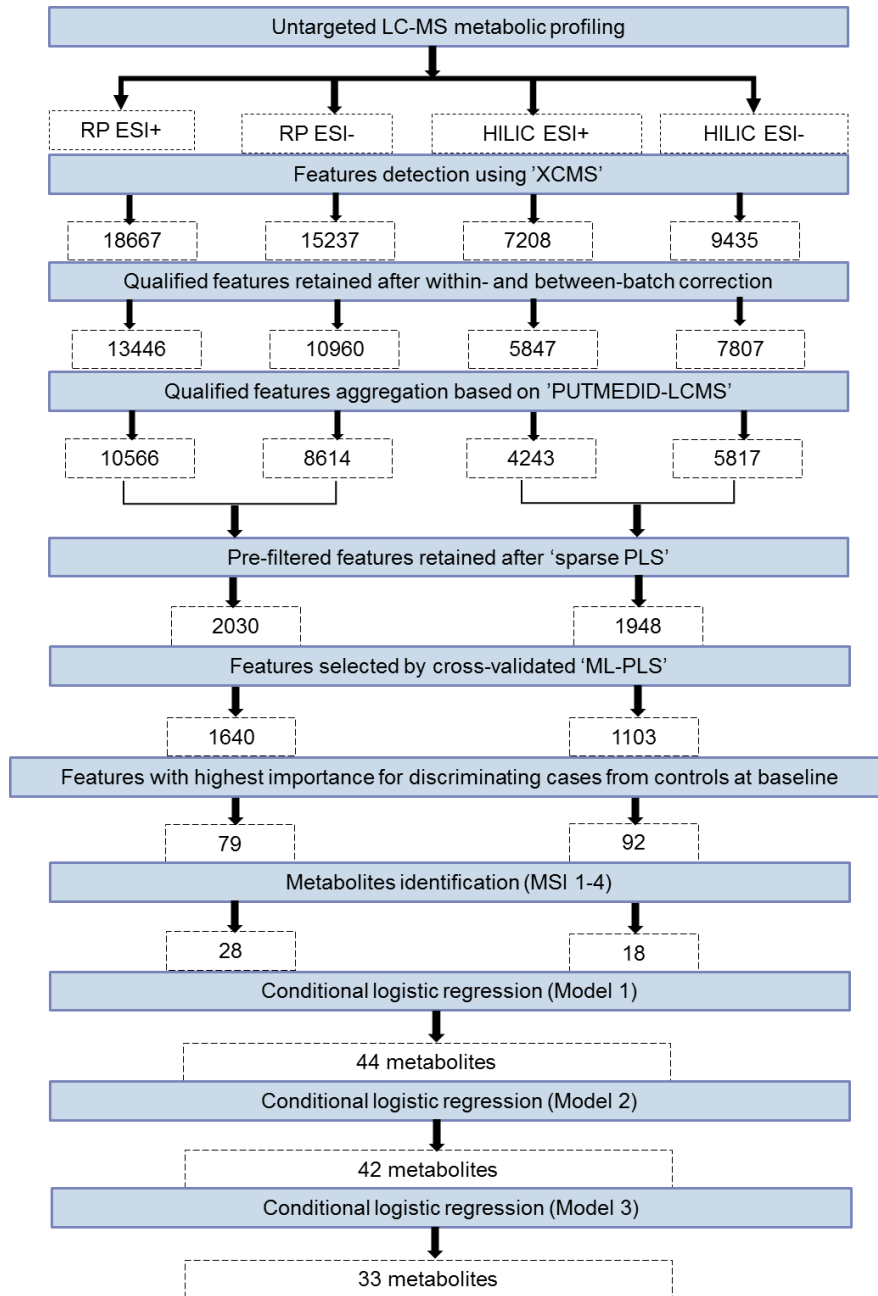 Untargeted LC-MS metabolic profiling
RP ESI+
RP ESI-
HILIC ESI+
HILIC ESI-
Features detection using ’XCMS’
18667
15237
7208
9435
Qualified features retained after within- and between-batch correction
13446
10960
5847
7807
Qualified features aggregation based on ’PUTMEDID-LCMS’
10566
8614
4243
5817
Pre-filtered features retained after ‘sparse PLS’
2030
1948
Features selected by cross-validated ‘ML-PLS’
1640
1103
Features with highest importance for discriminating cases from controls at baseline
79
92
Metabolites identification (MSI 1-4)
28
18
Conditional logistic regression (Model 1)
44 metabolites
Conditional logistic regression (Model 2)
42 metabolites
Conditional logistic regression (Model 3)
33 metabolites